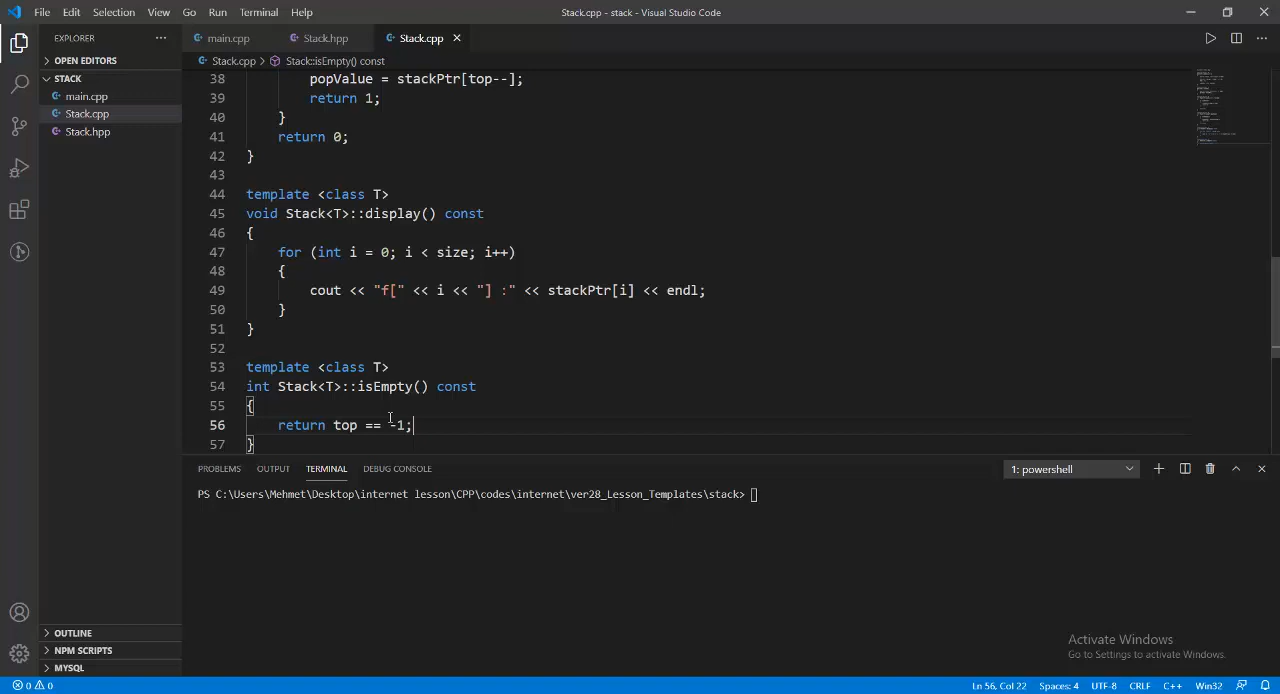 File Edit Selection View Go Run Terminal Help Stack.cpp - stack - Visual Studio Code
EXPLORER
OPEN EDITORS
STACK
main.cpp
Stack.cpp
Stack.hpp
OUTLINE
NPM SCRIPTS
MYSQL
main.cpp Stack.hpp Stack.cpp
Stack.cpp > Stack::isEmpty() const
38 popValue = stackPtr[top--];
39 return 1;
40 }
41 return 0;
42 }
43
44 template <class T>
45 void Stack<T>::display() const
46 {
47 for (int i = 0; i < size; i++)
48 {
49 cout << "f[" << i << "] :" << stackPtr[i] << endl;
50 }
51 }
52
53 template <class T>
54 int Stack<T>::isEmpty() const
55 {
56 return top == -1;
57 }
PROBLEMS OUTPUT TERMINAL DEBUG CONSOLE 1: powershell
PS C:\Users\Mehmet\Desktop\internet lesson\CPP\codes\internet\ver28_Lesson_Templates\stack>
Activate Windows
Go to Settings to activate Windows.
0 0 Ln 56, Col 22 Spaces: 4 UTF-8 CRLF C++ Win32